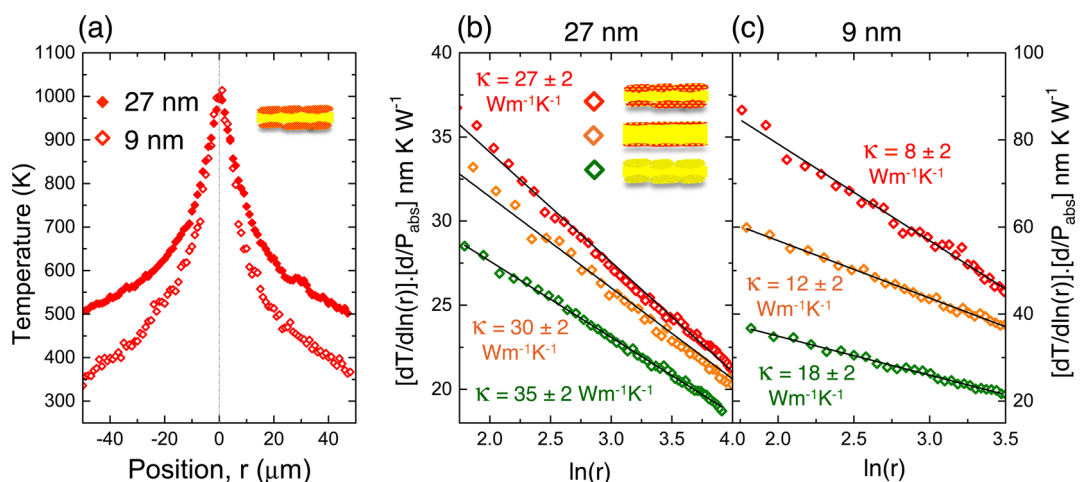 (a)
1100
1000
900
800
700
600
500
400
300
Temperature (K)
27 nm
9 nm
-40
-20
0
20
40
Position, r (μm)
(b)
27 nm
40
35
30
25
20
[dT/dln(r)].[d/Pabs] nm K W-1
κ = 27 ± 2
Wm-1K-1
κ = 30 ± 2
Wm-1K-1
κ = 35 ± 2 Wm-1K-1
2.0
2.5
3.0
3.5
4.0
ln(r)
(c)
9 nm
100
80
60
40
20
[dT/dln(r)].[d/Pabs] nm K W-1
κ = 8 ± 2
Wm-1K-1
κ = 12 ± 2
Wm-1K-1
κ = 18 ± 2
Wm-1K-1
2.5
3.0
3.5
ln(r)